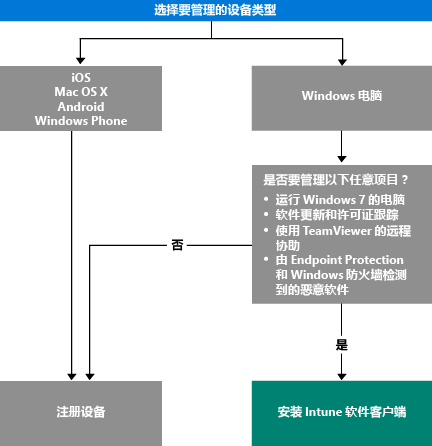 选择要管理的设备类型
iOS
Mac OS X
Android
Windows Phone
Windows 电脑
是否要管理以下任意项目？
• 运行 Windows 7 的电脑
• 软件更新和许可证跟踪
• 使用 TeamViewer 的远程
协助
• 由 Endpoint Protection
和 Windows 防火墙检测
到的恶意软件
否
是
注册设备
安装 Intune 软件客户端